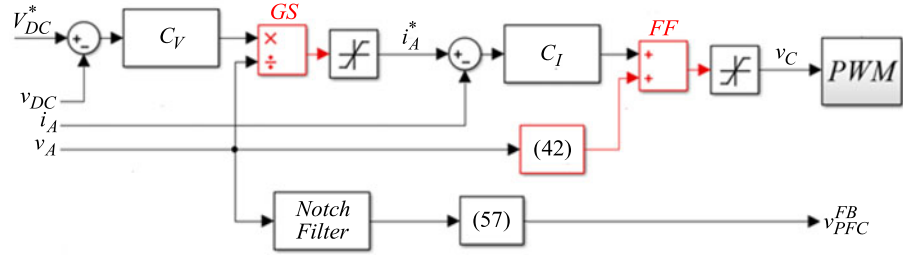 GS
FF
V*DC
+
-
CV
×
÷
i*A
+
-
CI
+
+
vC
PWM
vDC
iA
vA
(42)
Notch
Filter
(57)
vFBPFC